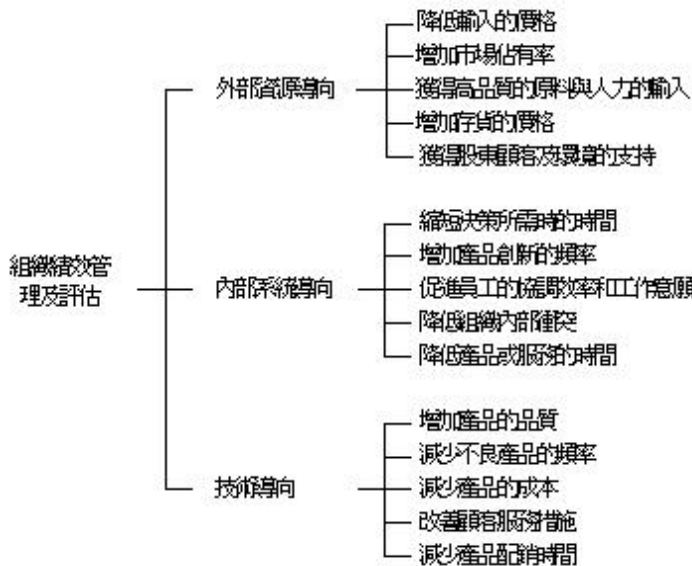 組織績效管
理及評估
外部資源導向
降低輸入的價格
增加市場佔有率
獲得高品質的原料與人力的輸入
增加存貨的價格
獲得股東顧客及環境的支持
內部系統導向
縮短決策所需時的時間
增加產品創新的頻率
促進員工的協調效率和工作意願
降低組織內部衝突
降低產品或服務的時間
技術導向
增加產品的品質
減少不良產品的頻率
減少產品的成本
改善顧客服務措施
減少產品配銷時間